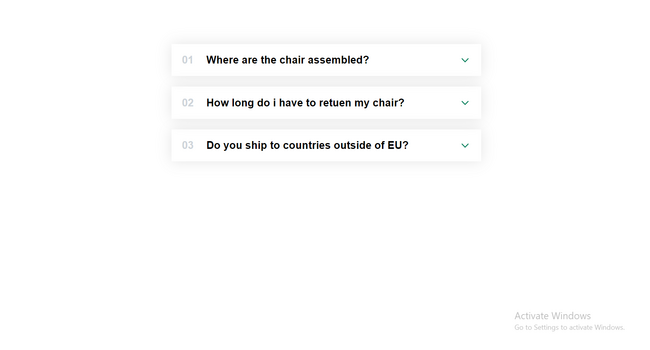 01 Where are the chair assembled?
02 How long do i have to retuen my chair?
03 Do you ship to countries outside of EU?
Activate Windows
Go to Settings to activate Windows.